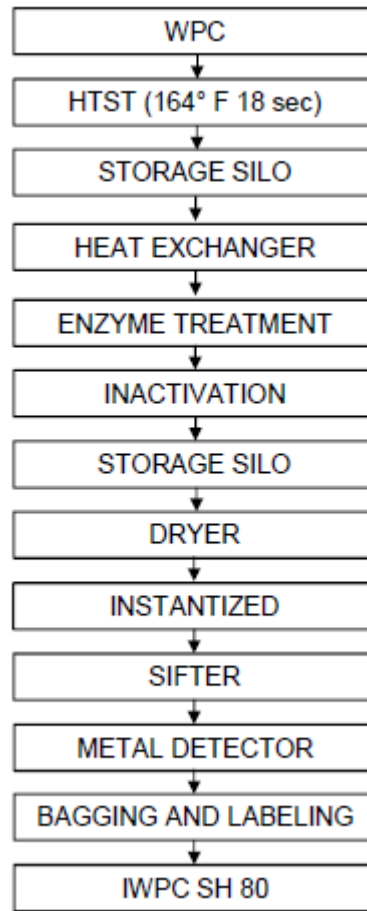 WPC
HTST (164° F 18 sec)
STORAGE SILO
HEAT EXCHANGER
ENZYME TREATMENT
INACTIVATION
STORAGE SILO
DRYER
INSTANTIZED
SIFTER
METAL DETECTOR
BAGGING AND LABELING
IWPC SH 80